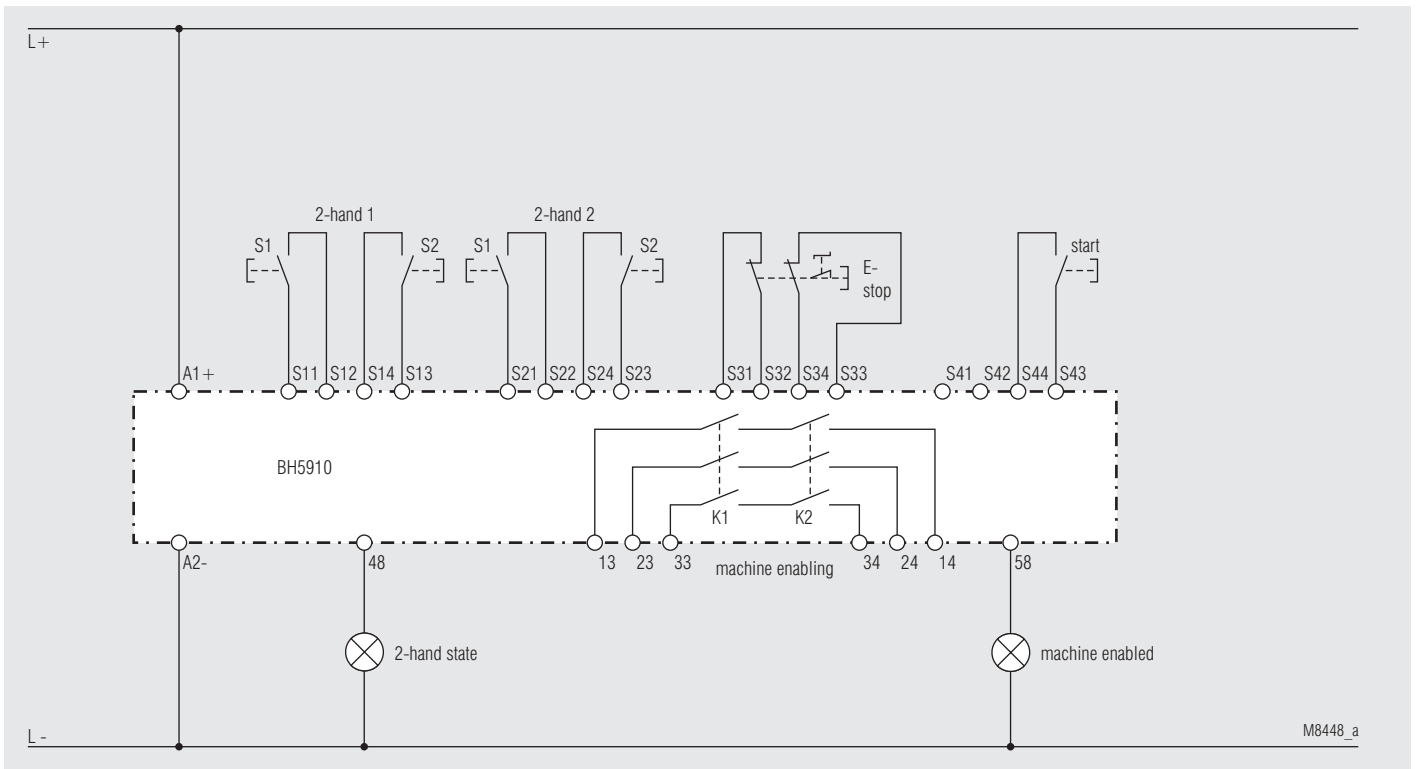 L+
2-hand 1
2-hand 2
S1
S2
S1
S2
start
E-
stop
A1+
S11
S12
S14
S13
S21
S22
S24
S23
S31
S32
S34
S33
S41
S42
S44
S43
BH5910
K1
K2
A2-
48
13
23
33
machine enabling
34
24
14
58
2-hand state
machine enabled
L -
M8448_a